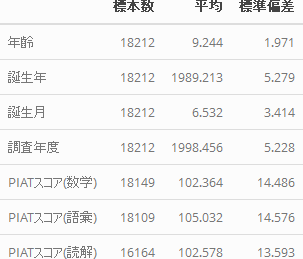 標本数 平均 標準偏差
年齢 18212 9.244 1.971
誕生年 18212 1989.213 5.279
誕生月 18212 6.532 3.414
調査年度 18212 1998.456 5.228
PIATスコア(数学) 18149 102.364 14.486
PIATスコア(語彙) 18109 105.032 14.576
PIATスコア(読解) 16164 102.578 13.593